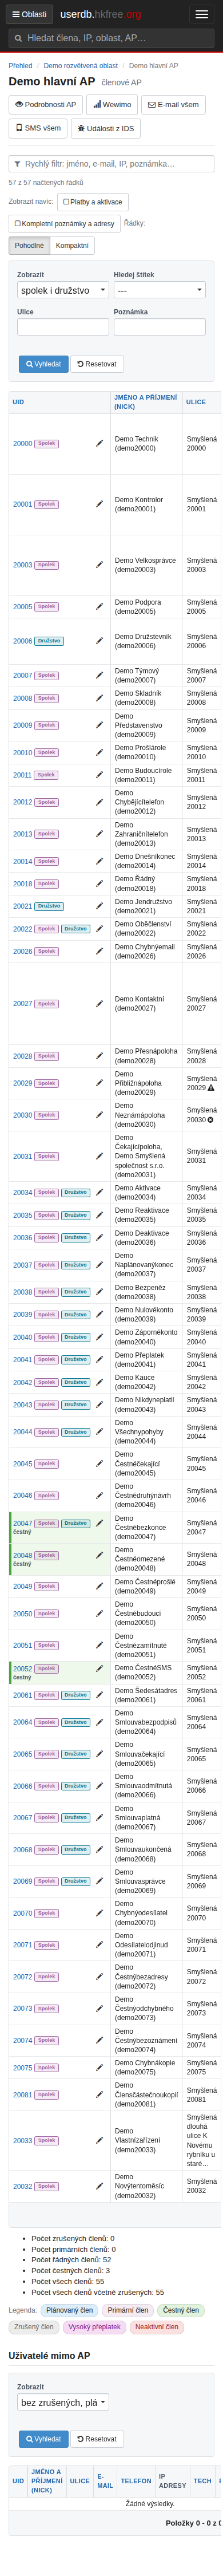 Oblasti userdb.hkfree.org
Hledat člena, IP, oblast, AP…
Přehled / Demo rozvětvená oblast / Demo hlavní AP
Demo hlavní AP členové AP
Podrobnosti AP Wewimo E-mail všem
SMS všem Události z IDS
Rychlý filtr: jméno, e-mail, IP, poznámka…
57 z 57 načtených řádků
Zobrazit navíc: Platby a aktivace
Kompletní poznámky a adresy Řádky:
Pohodlné Kompaktní
Zobrazit Hledej štítek
spolek i družstvo ---
Ulice Poznámka
Vyhledat Resetovat
UID JMÉNO A PŘÍJMENÍ (NICK) ULICE
20000 Spolek Demo Technik (demo20000) Smyšlená 20000
20001 Spolek Demo Kontrolor (demo20001) Smyšlená 20001
20003 Spolek Demo Velkosprávce (demo20003) Smyšlená 20003
20005 Spolek Demo Podpora (demo20005) Smyšlená 20005
20006 Družstvo Demo Družstevník (demo20006) Smyšlená 20006
20007 Spolek Demo Týmový (demo20007) Smyšlená 20007
20008 Spolek Demo Skladník (demo20008) Smyšlená 20008
20009 Spolek Demo Představenstvo (demo20009) Smyšlená 20009
20010 Spolek Demo Prošlárole (demo20010) Smyšlená 20010
20011 Spolek Demo Budoucírole (demo20011) Smyšlená 20011
20012 Spolek Demo Chybějícítelefon (demo20012) Smyšlená 20012
20013 Spolek Demo Zahraničnítelefon (demo20013) Smyšlená 20013
20014 Spolek Demo Dnešníkonec (demo20014) Smyšlená 20014
20018 Spolek Demo Řádný (demo20018) Smyšlená 20018
20021 Družstvo Demo Jendružstvo (demo20021) Smyšlená 20021
20022 Spolek Družstvo Demo Oběčlenství (demo20022) Smyšlená 20022
20026 Spolek Demo Chybnýemail (demo20026) Smyšlená 20026
20027 Spolek Demo Kontaktní (demo20027) Smyšlená 20027
20028 Spolek Demo Přesnápoloha (demo20028) Smyšlená 20028
20029 Spolek Demo Přibližnápoloha (demo20029) Smyšlená 20029
20030 Spolek Demo Neznámápoloha (demo20030) Smyšlená 20030
20031 Spolek Demo Čekajícípoloha, Demo Smyšlená společnost s.r.o. (demo20031) Smyšlená 20031
20034 Spolek Družstvo Demo Aktivace (demo20034) Smyšlená 20034
20035 Spolek Družstvo Demo Reaktivace (demo20035) Smyšlená 20035
20036 Spolek Družstvo Demo Deaktivace (demo20036) Smyšlená 20036
20037 Spolek Družstvo Demo Naplánovanýkonec (demo20037) Smyšlená 20037
20038 Spolek Družstvo Demo Bezpeněz (demo20038) Smyšlená 20038
20039 Spolek Družstvo Demo Nulovékonto (demo20039) Smyšlená 20039
20040 Spolek Družstvo Demo Zápornékonto (demo20040) Smyšlená 20040
20041 Spolek Družstvo Demo Přeplatek (demo20041) Smyšlená 20041
20042 Spolek Družstvo Demo Kauce (demo20042) Smyšlená 20042
20043 Spolek Družstvo Demo Nikdyneplatil (demo20043) Smyšlená 20043
20044 Spolek Družstvo Demo Všechnypohyby (demo20044) Smyšlená 20044
20045 Spolek Demo Čestnéčekající (demo20045) Smyšlená 20045
20046 Spolek Demo Čestnédruhýnávrh (demo20046) Smyšlená 20046
20047 Spolek Družstvo čestný Demo Čestnébezkonce (demo20047) Smyšlená 20047
20048 Spolek čestný Demo Čestnéomezené (demo20048) Smyšlená 20048
20049 Spolek Demo Čestnéprošlé (demo20049) Smyšlená 20049
20050 Spolek Demo Čestnébudoucí (demo20050) Smyšlená 20050
20051 Spolek Demo Čestnézamítnuté (demo20051) Smyšlená 20051
20052 Spolek čestný Demo ČestnéSMS (demo20052) Smyšlená 20052
20061 Spolek Družstvo Demo Šedesátadres (demo20061) Smyšlená 20061
20064 Spolek Družstvo Demo Smlouvabezpodpisů (demo20064) Smyšlená 20064
20065 Spolek Družstvo Demo Smlouvačekající (demo20065) Smyšlená 20065
20066 Spolek Družstvo Demo Smlouvaodmítnutá (demo20066) Smyšlená 20066
20067 Spolek Družstvo Demo Smlouvaplatná (demo20067) Smyšlená 20067
20068 Spolek Družstvo Demo Smlouvaukončená (demo20068) Smyšlená 20068
20069 Spolek Družstvo Demo Smlouvasprávce (demo20069) Smyšlená 20069
20070 Spolek Demo Chybnýodesílatel (demo20070) Smyšlená 20070
20071 Spolek Demo Odesílatelodjinud (demo20071) Smyšlená 20071
20072 Spolek Demo Čestnýbezadresy (demo20072) Smyšlená 20072
20073 Spolek Demo Čestnýodchybného (demo20073) Smyšlená 20073
20074 Spolek Demo Čestnýbezoznámení (demo20074) Smyšlená 20074
20075 Spolek Demo Chybnákopie (demo20075) Smyšlená 20075
20081 Spolek Demo Člensčástečnoukopií (demo20081) Smyšlená 20081
20033 Spolek Demo Vlastnízařízení (demo20033) Smyšlená dlouhá ulice K Novému rybníku u staré…
20032 Spolek Demo Novýtentoměsíc (demo20032) Smyšlená 20032
Počet zrušených členů: 0
Počet primárních členů: 0
Počet řádných členů: 52
Počet čestných členů: 3
Počet všech členů: 55
Počet všech členů včetně zrušených: 55
Legenda: Plánovaný člen Primární člen Čestný člen
Zrušený člen Vysoký přeplatek Neaktivní člen
Uživatelé mimo AP
Zobrazit
bez zrušených, plá
Vyhledat Resetovat
UID JMÉNO A PŘÍJMENÍ (NICK) ULICE E-MAIL TELEFON IP ADRESY TECH
Žádné výsledky.
Položky 0 - 0 z